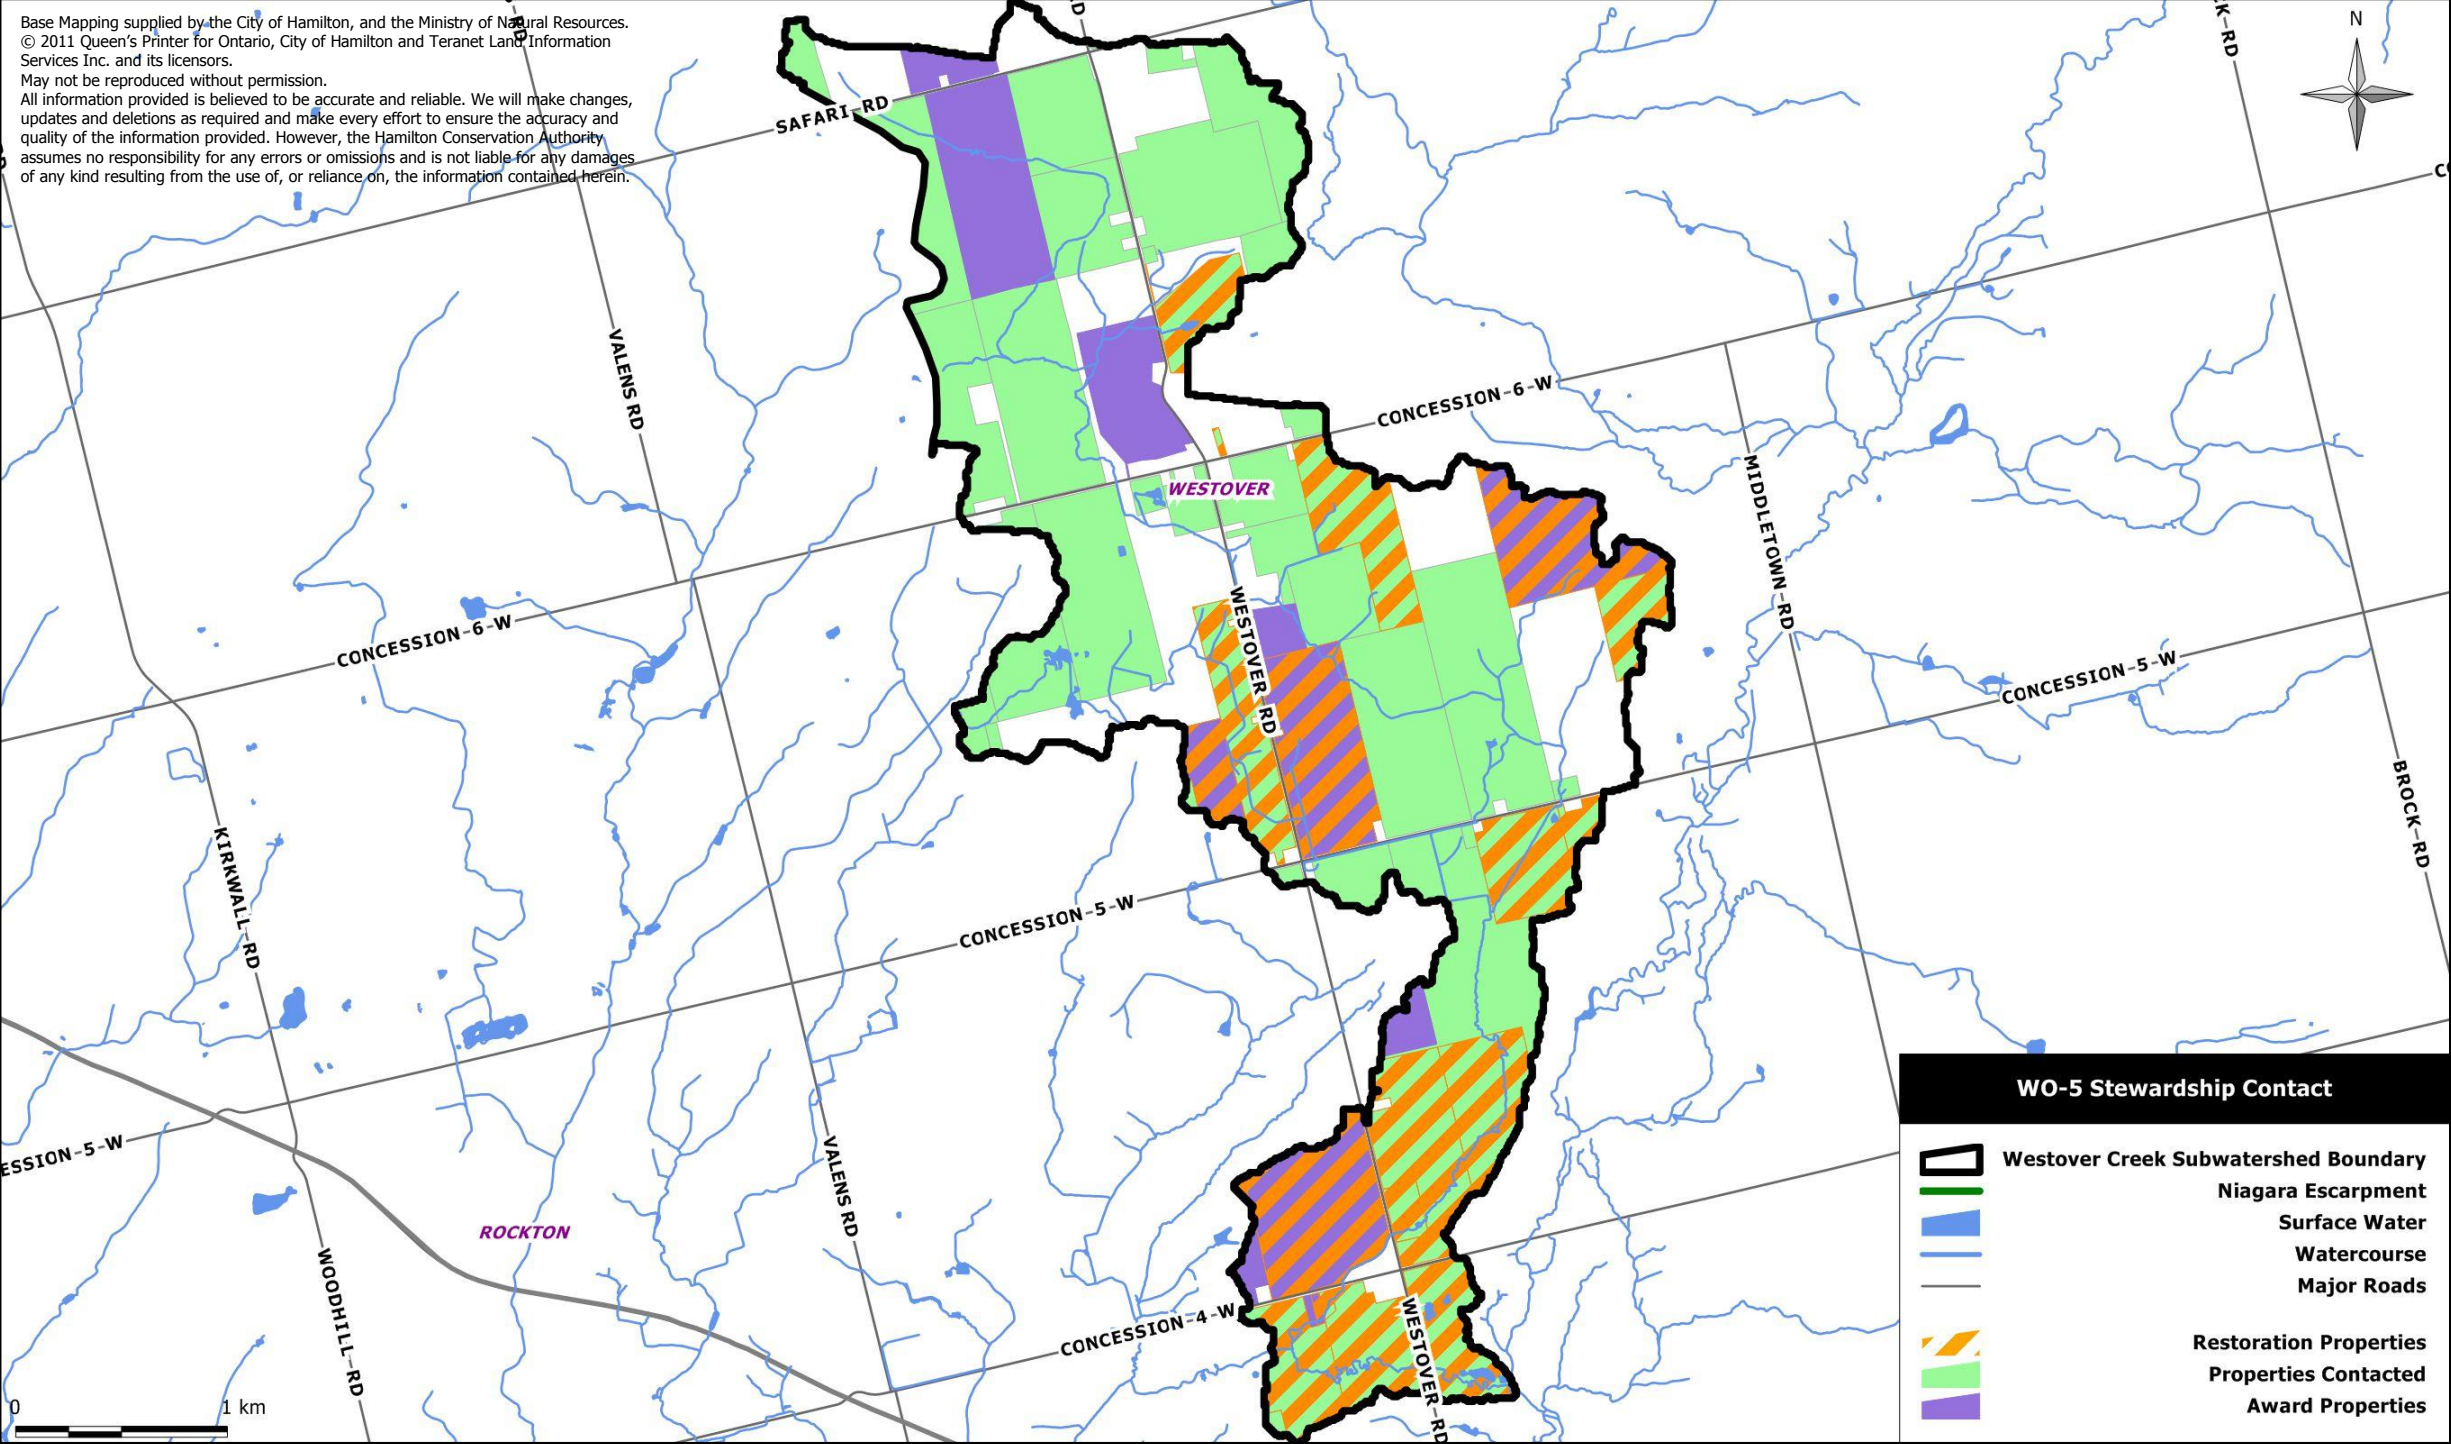 Base Mapping supplied by the City of Hamilton, and the Ministry of Natural Resources.
© 2011 Queen's Printer for Ontario, City of Hamilton and Teranet Land Information
Services Inc. and its licensors.
May not be reproduced without permission.
All information provided is believed to be accurate and reliable. We will make changes,
updates and deletions as required and make every effort to ensure the accuracy and
quality of the information provided. However, the Hamilton Conservation Authority
assumes no responsibility for any errors or omissions and is not liable for any damages
of any kind resulting from the use of, or reliance on, the information contained herein.
RD
N
CK-RD
SAFARI RD
VALENS RD
CONCESSION-6-W
WESTOVER
MIDDLETOWN RD
CONCESSION-6-W
WESTOVER RD
CONCESSION-5-W
BROCK-RD
KIRKWALL-RD
CONCESSION-5-W
ESSION-5-W
VALENS RD
ROCKTON
WOODHILL-RD
CONCESSION-4-W
WESTOVER-RD
0 1 km
WO-5 Stewardship Contact
Westover Creek Subwatershed Boundary
Niagara Escarpment
Surface Water
Watercourse
Major Roads
Restoration Properties
Properties Contacted
Award Properties